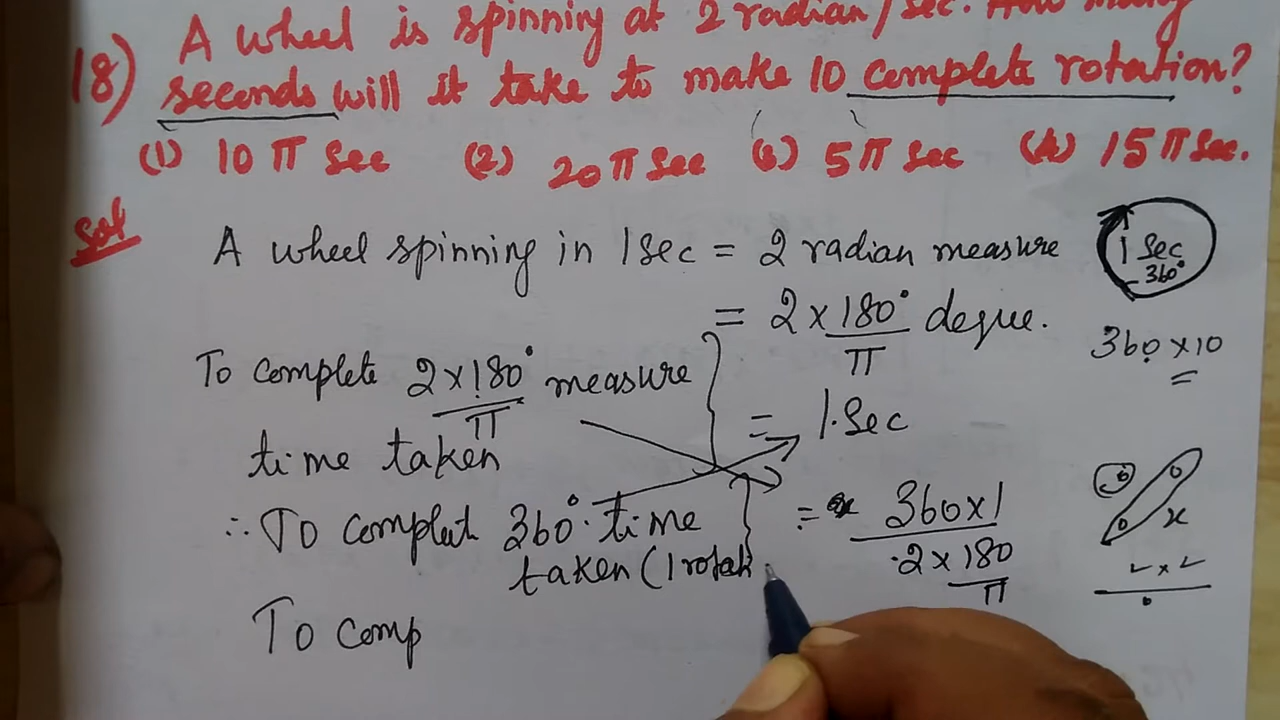 18) A wheel is spinning at 2 radian/sec. How many
seconds will it take to make 10 complete rotation?
(1) 10 π Sec (2) 20 π Sec (3) 5 π Sec (4) 15 π Sec.
Sol
A wheel spinning in 1 Sec = 2 radian measure
1 Sec
360°
= 2 x 180° degree.
π
360 x 10
=
To complete 2 x 180° measure
π
time taken
= 1. Sec
∴ To complet 360°. time
taken (1 rotat
= 360 x 1
2 x 180
π
x
To comp